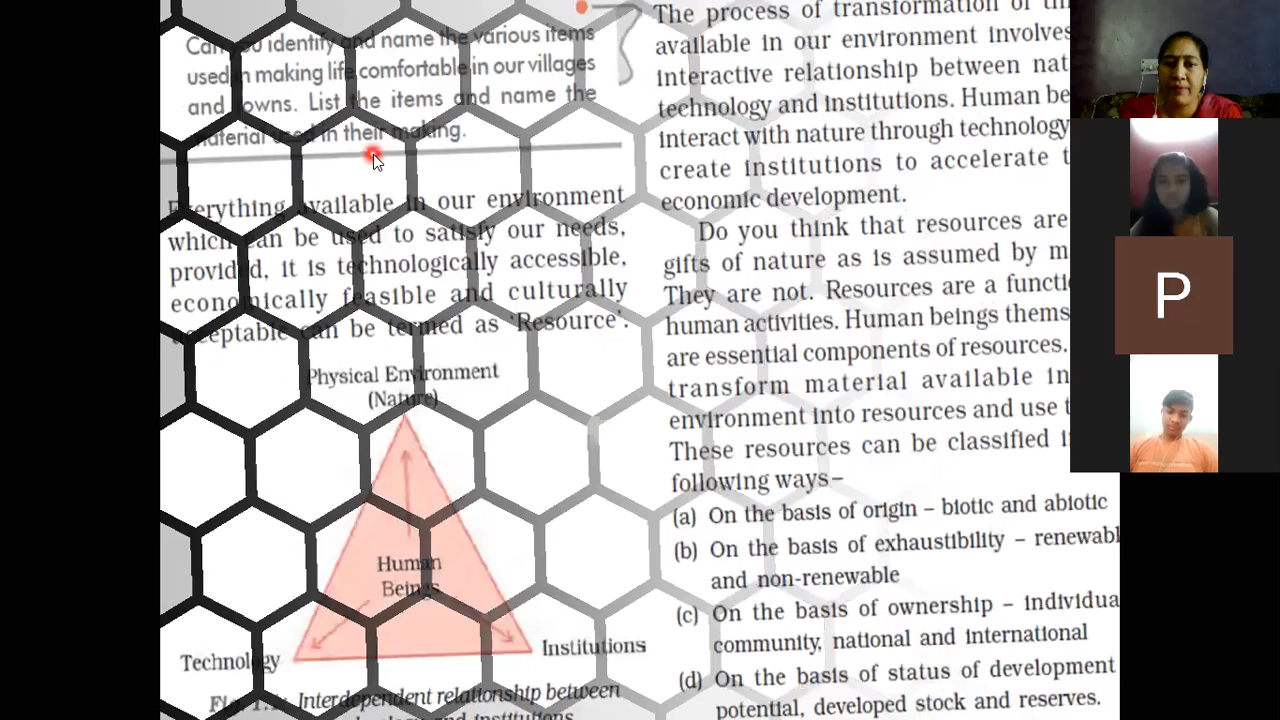 Can you identify and name the various items
used in making life comfortable in our villages
and towns. List the items and name the
material used in their making.
Everything available in our environment
which can be used to satisfy our needs,
provided, it is technologically accessible,
economically feasible and culturally
acceptable can be termed as 'Resource'.
Physical Environment
(Nature)
Human
Beings
Technology
Institutions
Fig. 1.1: Interdependent relationship between
and institutions
The process of transformation of
available in our environment involves
interactive relationship between nat
technology and institutions. Human be
interact with nature through technology
create institutions to accelerate t
economic development.
Do you think that resources are
gifts of nature as is assumed by m
They are not. Resources are a functi
human activities. Human beings thems
are essential components of resources.
transform material available in
environment into resources and use t
These resources can be classified i
following ways–
(a) On the basis of origin – biotic and abiotic
(b) On the basis of exhaustibility – renewabl
and non-renewable
(c) On the basis of ownership – individua
community, national and international
(d) On the basis of status of development
potential, developed stock and reserves.
P